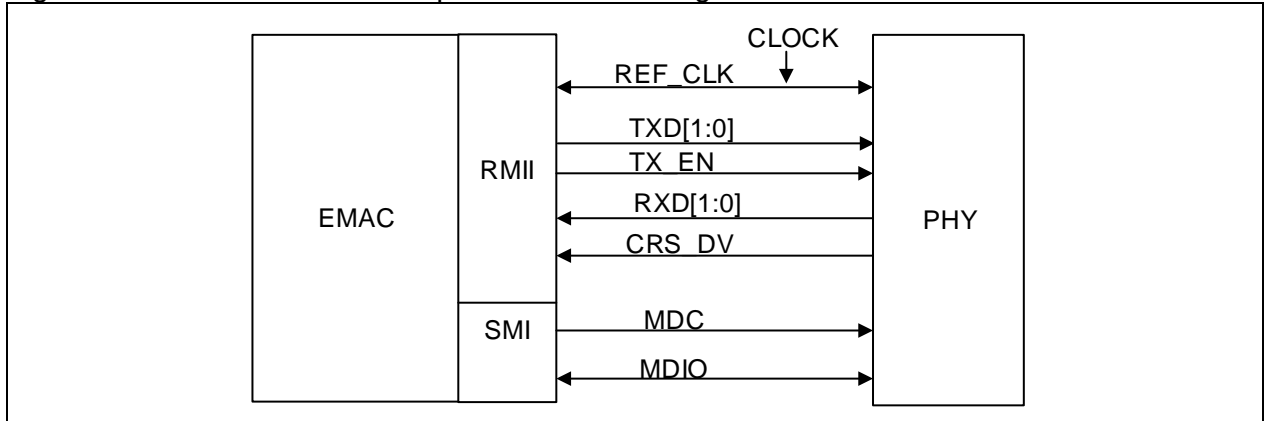 CLOCK
REF_CLK
TXD[1:0]
TX_EN
RMII
RXD[1:0]
EMAC
PHY
CRS_DV
MDC
SMI
MDIO